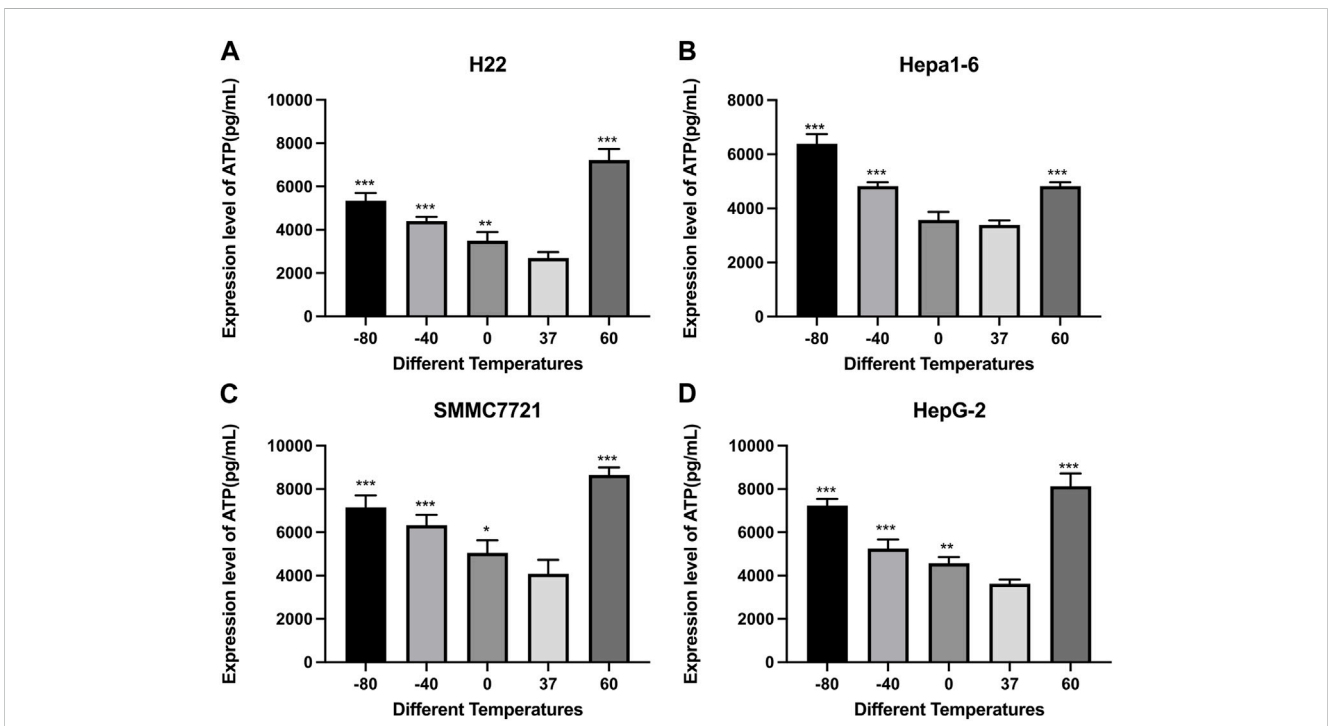 A
H22
Expression level of ATP(pg/mL)
10000
8000
6000
4000
2000
0
***
***
**
***
-80 -40 0 37 60
Different Temperatures
B
Hepa1-6
Expression level of ATP(pg/mL)
8000
6000
4000
2000
0
***
***
***
-80 -40 0 37 60
Different Temperatures
C
SMMC7721
Expression level of ATP(pg/mL)
10000
8000
6000
4000
2000
0
***
***
*
***
-80 -40 0 37 60
Different Temperatures
D
HepG-2
Expression level of ATP(pg/mL)
10000
8000
6000
4000
2000
0
***
***
**
***
-80 -40 0 37 60
Different Temperatures